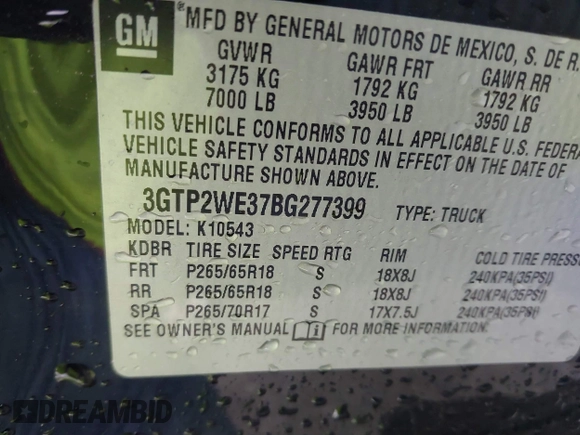 GM
MFD BY GENERAL MOTORS DE MEXICO, S. DE R.
GVWR GAWR FRT GAWR RR
3175 KG 1792 KG 1792 KG
7000 LB 3950 LB 3950 LB
THIS VEHICLE CONFORMS TO ALL APPLICABLE U.S. FEDERA
VEHICLE SAFETY STANDARDS IN EFFECT ON THE DATE OF
MANUFACTURE SHOWN ABOVE.
3GTP2WE37BG277399 TYPE: TRUCK
MODEL: K10543
KDBR TIRE SIZE SPEED RTG RIM COLD TIRE PRESS
FRT P265/65R18 S 18X8J 240KPA(35PSI)
RR P265/65R18 S 18X8J 240KPA(35PSI)
SPA P265/70R17 S 17X7.5J 240KPA(35PSI)
SEE OWNER'S MANUAL i FOR MORE INFORMATION.
DREAMBID